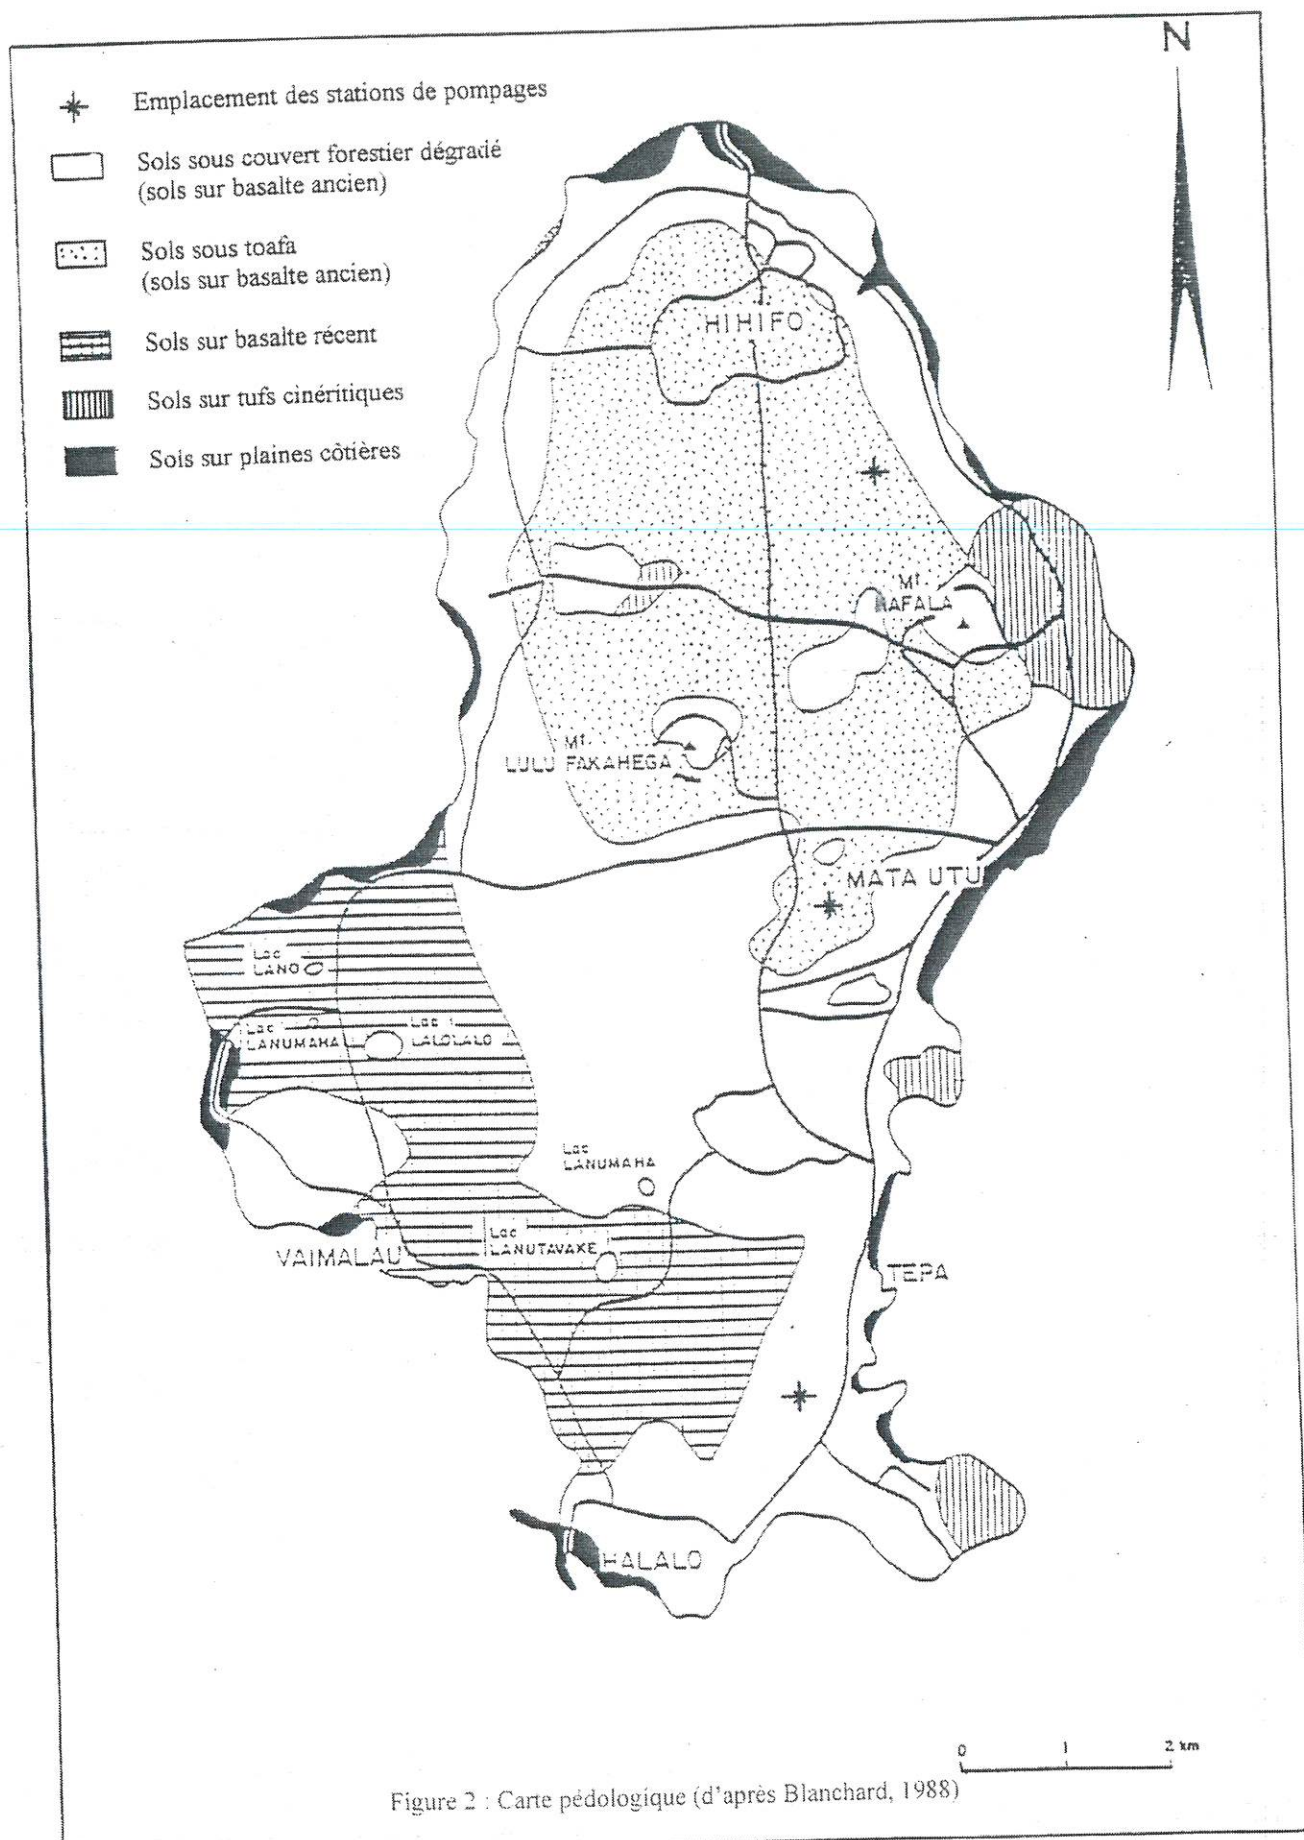 N
Emplacement des stations de pompages
Sols sous couvert forestier dégradé
(sols sur basalte ancien)
Sols sous toafa
(sols sur basalte ancien)
Sols sur basalte récent
Sols sur tufs cinéritiques
Sols sur plaines côtières
HIHIFO
Mt
HAFALA
Mt
LULU FAKAHEGA
MATA UTU
Lac
LANO
Lac
LANUMAHA
Lac
LALOLALO
Lac
LANUMAHA
Lac
LANUTAVAKE
VAIMALAU
TEPA
HALALO
0 1 2 km
Figure 2 : Carte pédologique (d'après Blanchard, 1988)